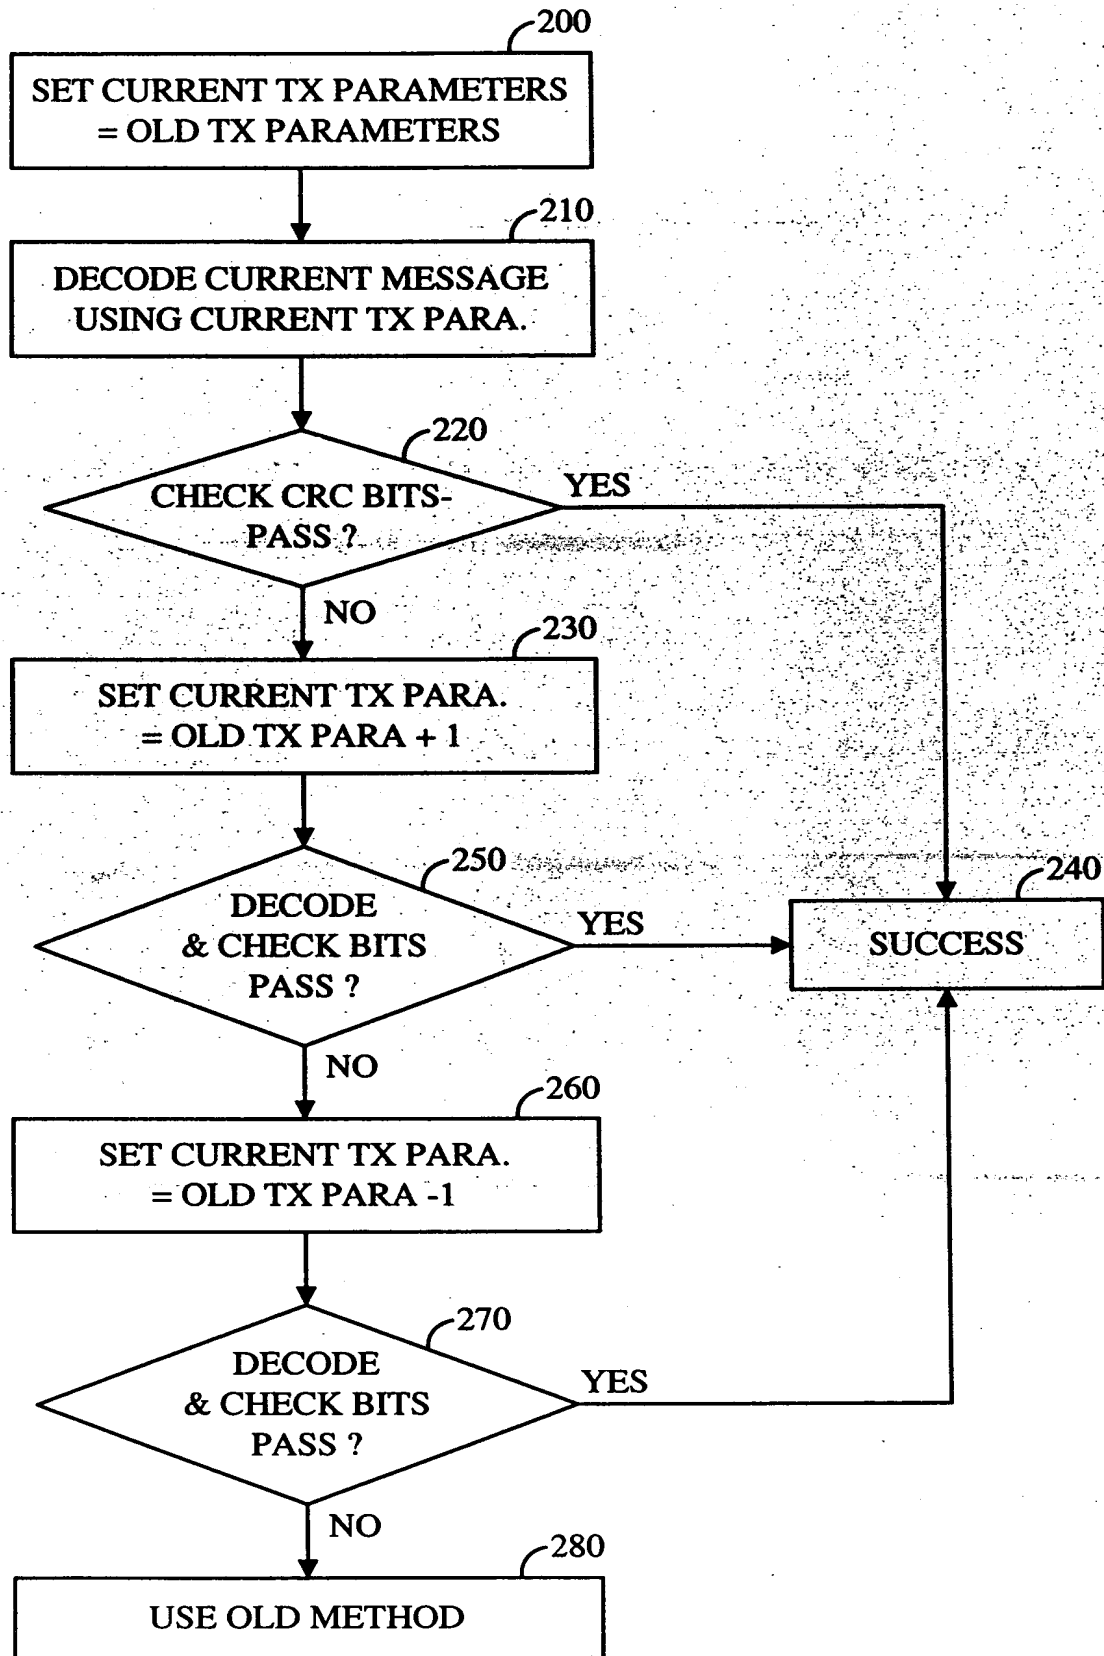 200
SET CURRENT TX PARAMETERS
= OLD TX PARAMETERS
210
DECODE CURRENT MESSAGE
USING CURRENT TX PARA.
220
CHECK CRC BITS-
PASS ?
YES
NO
230
SET CURRENT TX PARA.
= OLD TX PARA + 1
250
DECODE
& CHECK BITS
PASS ?
YES
240
SUCCESS
NO
260
SET CURRENT TX PARA.
= OLD TX PARA -1
270
DECODE
& CHECK BITS
PASS ?
YES
NO
280
USE OLD METHOD